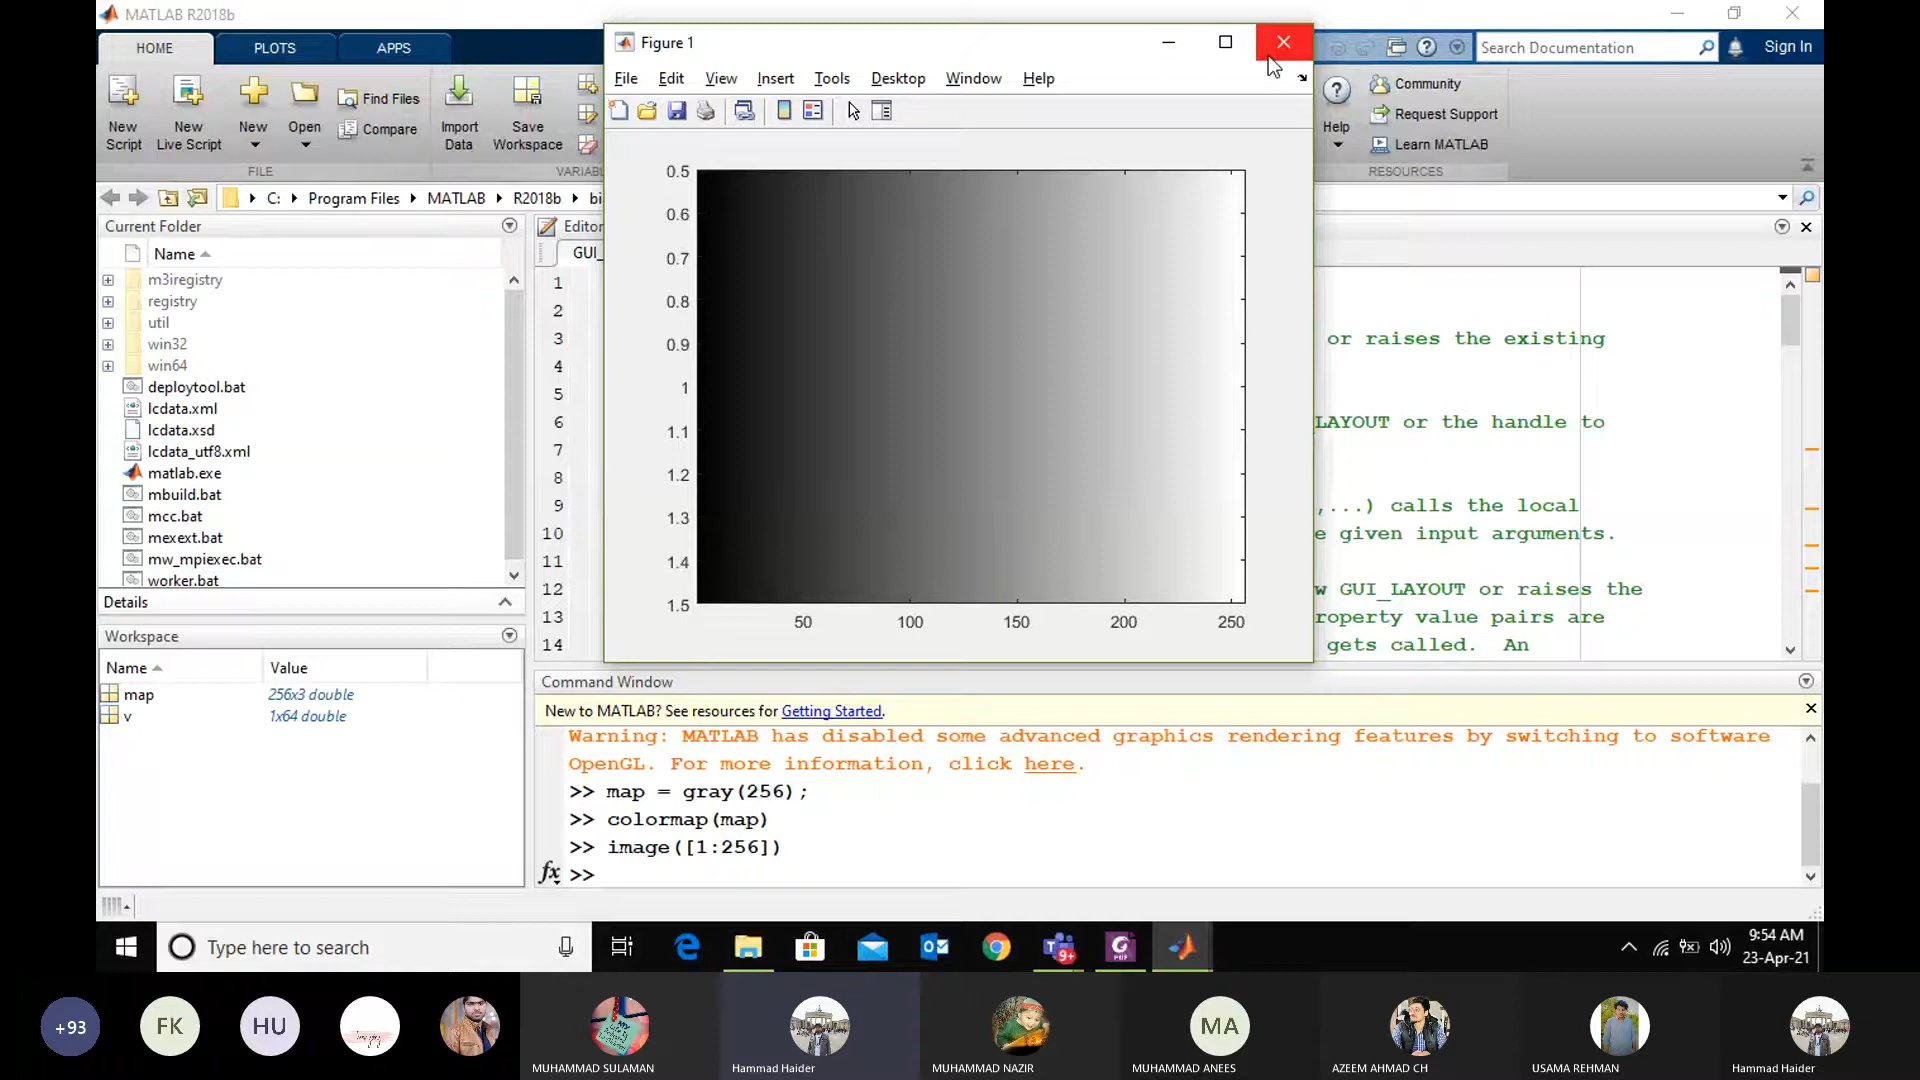 MATLAB R2018b
HOME
PLOTS
APPS
Search Documentation
Sign In
New
Script
New
Live Script
New
Open
Find Files
Compare
Import
Data
Save
Workspace
FILE
VARIAB
Help
Community
Request Support
Learn MATLAB
RESOURCES
C:
Program Files
MATLAB
R2018b
bi
Figure 1
File
Edit
View
Insert
Tools
Desktop
Window
Help
0.5
0.6
0.7
0.8
0.9
1
1.1
1.2
1.3
1.4
1.5
50
100
150
200
250
Current Folder
Name
m3iregistry
registry
util
win32
win64
deploytool.bat
lcdata.xml
lcdata.xsd
lcdata_utf8.xml
matlab.exe
mbuild.bat
mcc.bat
mexext.bat
mw_mpiexec.bat
worker.bat
Details
Workspace
Name
Value
map
256x3 double
v
1x64 double
Editor
GUI_
1
2
3 or raises the existing
4
5
6 LAYOUT or the handle to
7
8
9 ,...) calls the local
10 e given input arguments.
11
12 w GUI_LAYOUT or raises the
13 roperty value pairs are
14 gets called. An
Command Window
New to MATLAB? See resources for Getting Started.
Warning: MATLAB has disabled some advanced graphics rendering features by switching to software
OpenGL. For more information, click here.
>> map = gray(256);
>> colormap(map)
>> image([1:256])
fx >>
Type here to search
9+
PDF
9:54 AM
23-Apr-21
+93
FK
HU
MA
MUHAMMAD SULAMAN
Hammad Haider
MUHAMMAD NAZIR
MUHAMMAD ANEES
AZEEM AHMAD CH
USAMA REHMAN
Hammad Haider